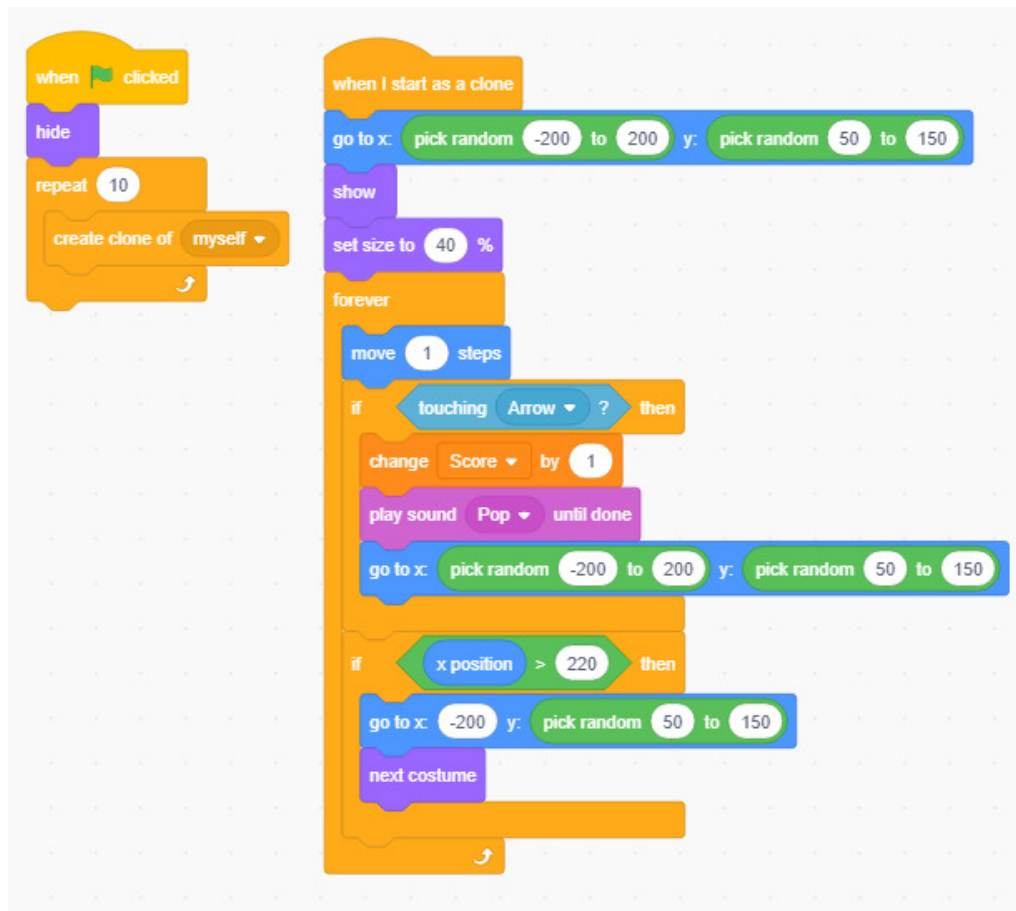 when clicked
hide
repeat 10
create clone of myself
when I start as a clone
go to x: pick random -200 to 200 y: pick random 50 to 150
show
set size to 40 %
forever
move 1 steps
if touching Arrow ? then
change Score by 1
play sound Pop until done
go to x: pick random -200 to 200 y: pick random 50 to 150
if x position > 220 then
go to x: -200 y: pick random 50 to 150
next costume